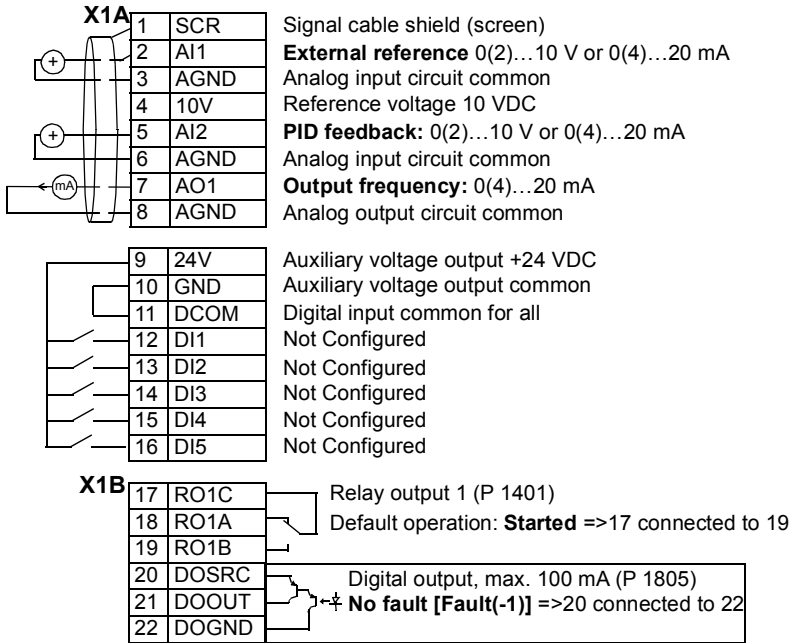 X1A
1 SCR Signal cable shield (screen)
2 AI1 External reference 0(2)…10 V or 0(4)…20 mA
3 AGND Analog input circuit common
4 10V Reference voltage 10 VDC
5 AI2 PID feedback: 0(2)…10 V or 0(4)…20 mA
6 AGND Analog input circuit common
mA 7 AO1 Output frequency: 0(4)…20 mA
8 AGND Analog output circuit common
9 24V Auxiliary voltage output +24 VDC
10 GND Auxiliary voltage output common
11 DCOM Digital input common for all
12 DI1 Not Configured
13 DI2 Not Configured
14 DI3 Not Configured
15 DI4 Not Configured
16 DI5 Not Configured
X1B
17 RO1C Relay output 1 (P 1401)
18 RO1A Default operation: Started =>17 connected to 19
19 RO1B
20 DOSRC Digital output, max. 100 mA (P 1805)
21 DOOUT No fault [Fault(-1)] =>20 connected to 22
22 DOGND